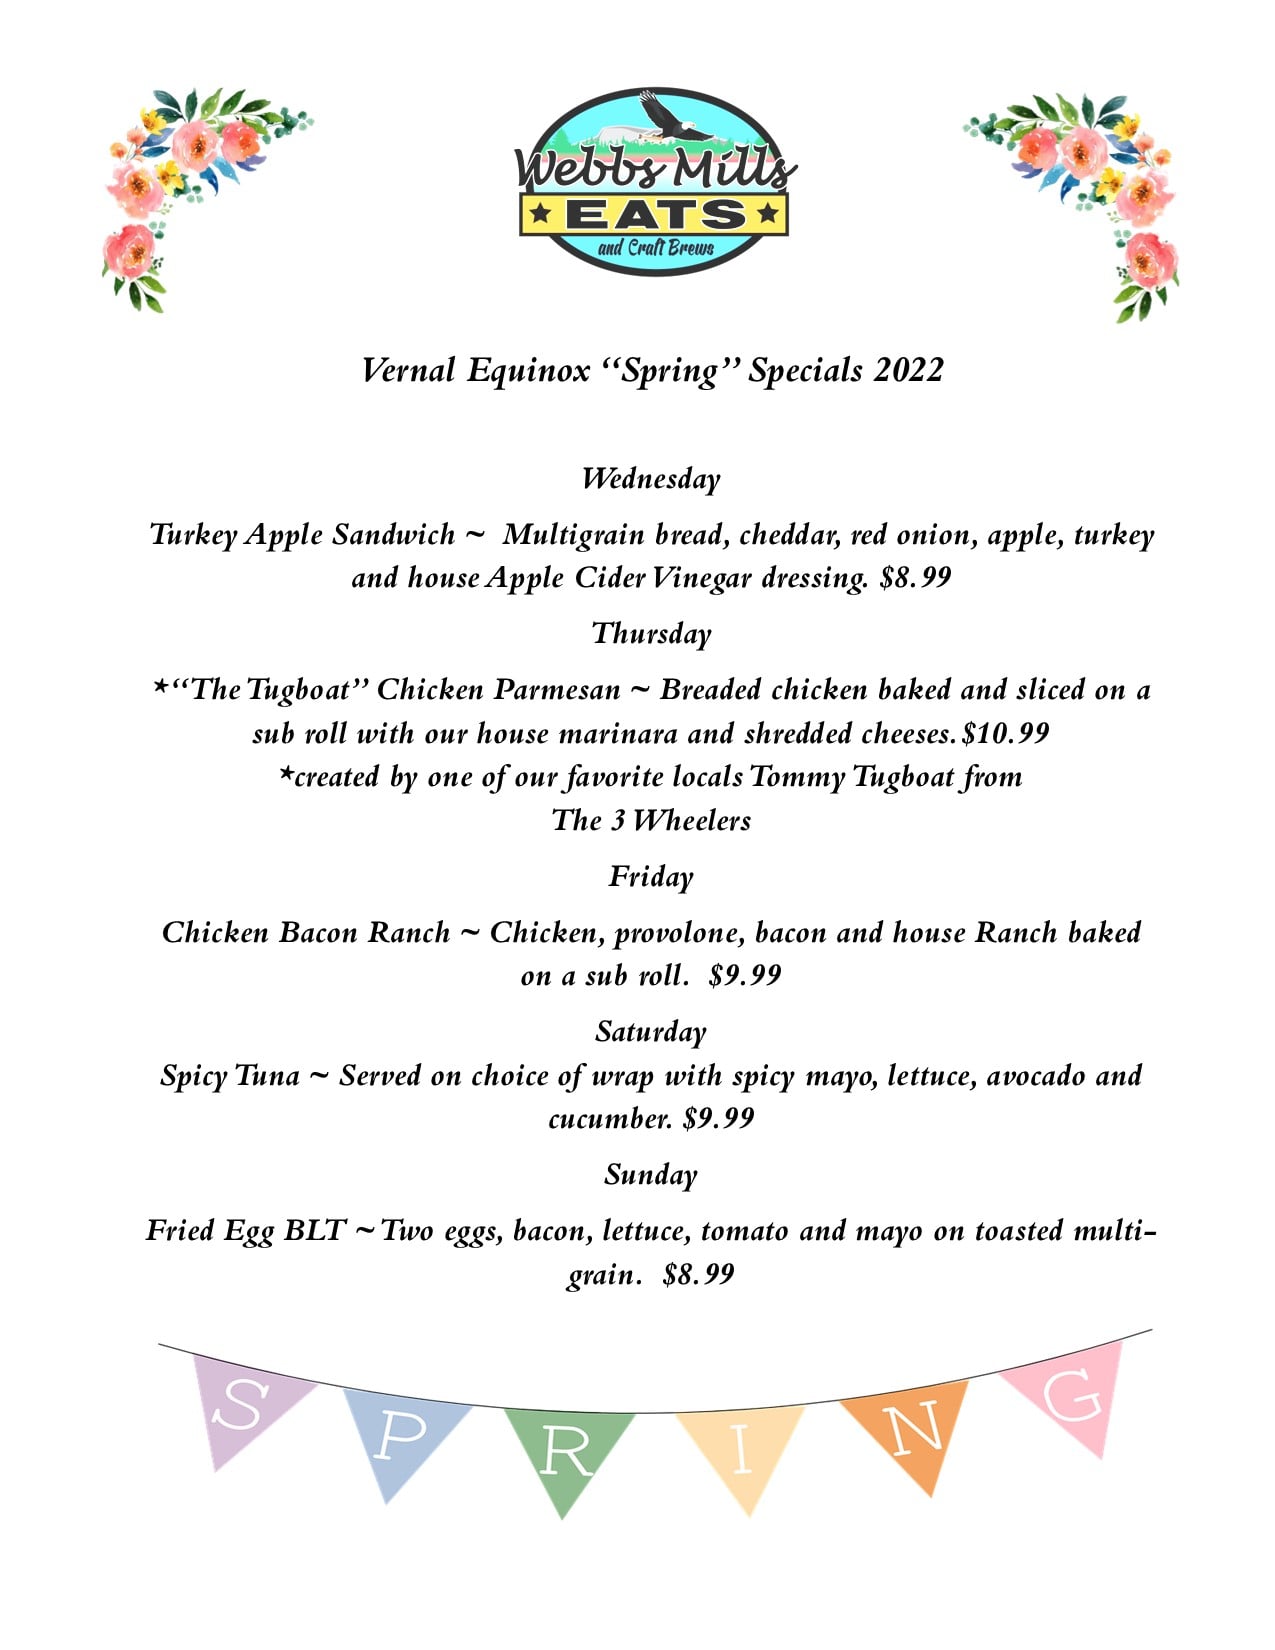 Webbs Mills
EATS
and Craft Brews
Vernal Equinox “Spring” Specials 2022
Wednesday
Turkey Apple Sandwich ~ Multigrain bread, cheddar, red onion, apple, turkey
and house Apple Cider Vinegar dressing. $8.99
Thursday
*“The Tugboat” Chicken Parmesan ~ Breaded chicken baked and sliced on a
sub roll with our house marinara and shredded cheeses. $10.99
*created by one of our favorite locals Tommy Tugboat from
The 3 Wheelers
Friday
Chicken Bacon Ranch ~ Chicken, provolone, bacon and house Ranch baked
on a sub roll. $9.99
Saturday
Spicy Tuna ~ Served on choice of wrap with spicy mayo, lettuce, avocado and
cucumber. $9.99
Sunday
Fried Egg BLT ~ Two eggs, bacon, lettuce, tomato and mayo on toasted multi-
grain. $8.99
SPRING